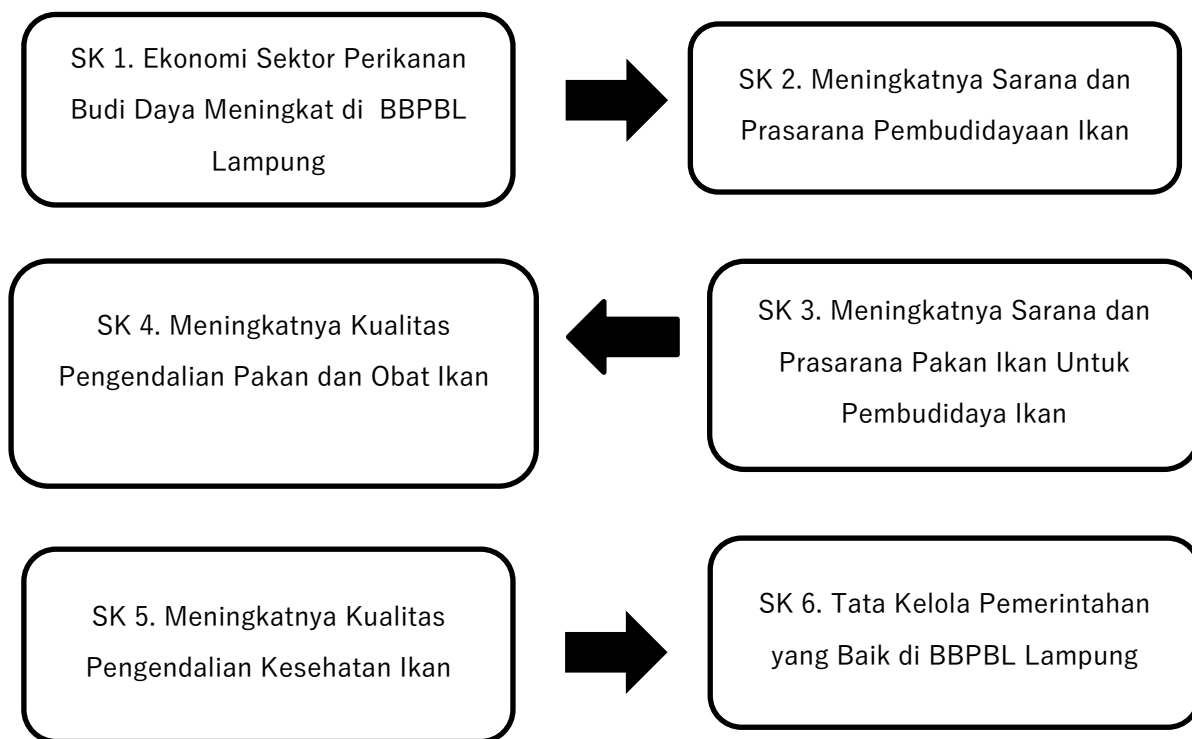 SK 1. Ekonomi Sektor Perikanan
Budi Daya Meningkat di BBPBL
Lampung
SK 2. Meningkatnya Sarana dan
Prasarana Pembudidayaan Ikan
SK 4. Meningkatnya Kualitas
Pengendalian Pakan dan Obat Ikan
SK 3. Meningkatnya Sarana dan
Prasarana Pakan Ikan Untuk
Pembudidaya Ikan
SK 5. Meningkatnya Kualitas
Pengendalian Kesehatan Ikan
SK 6. Tata Kelola Pemerintahan
yang Baik di BBPBL Lampung